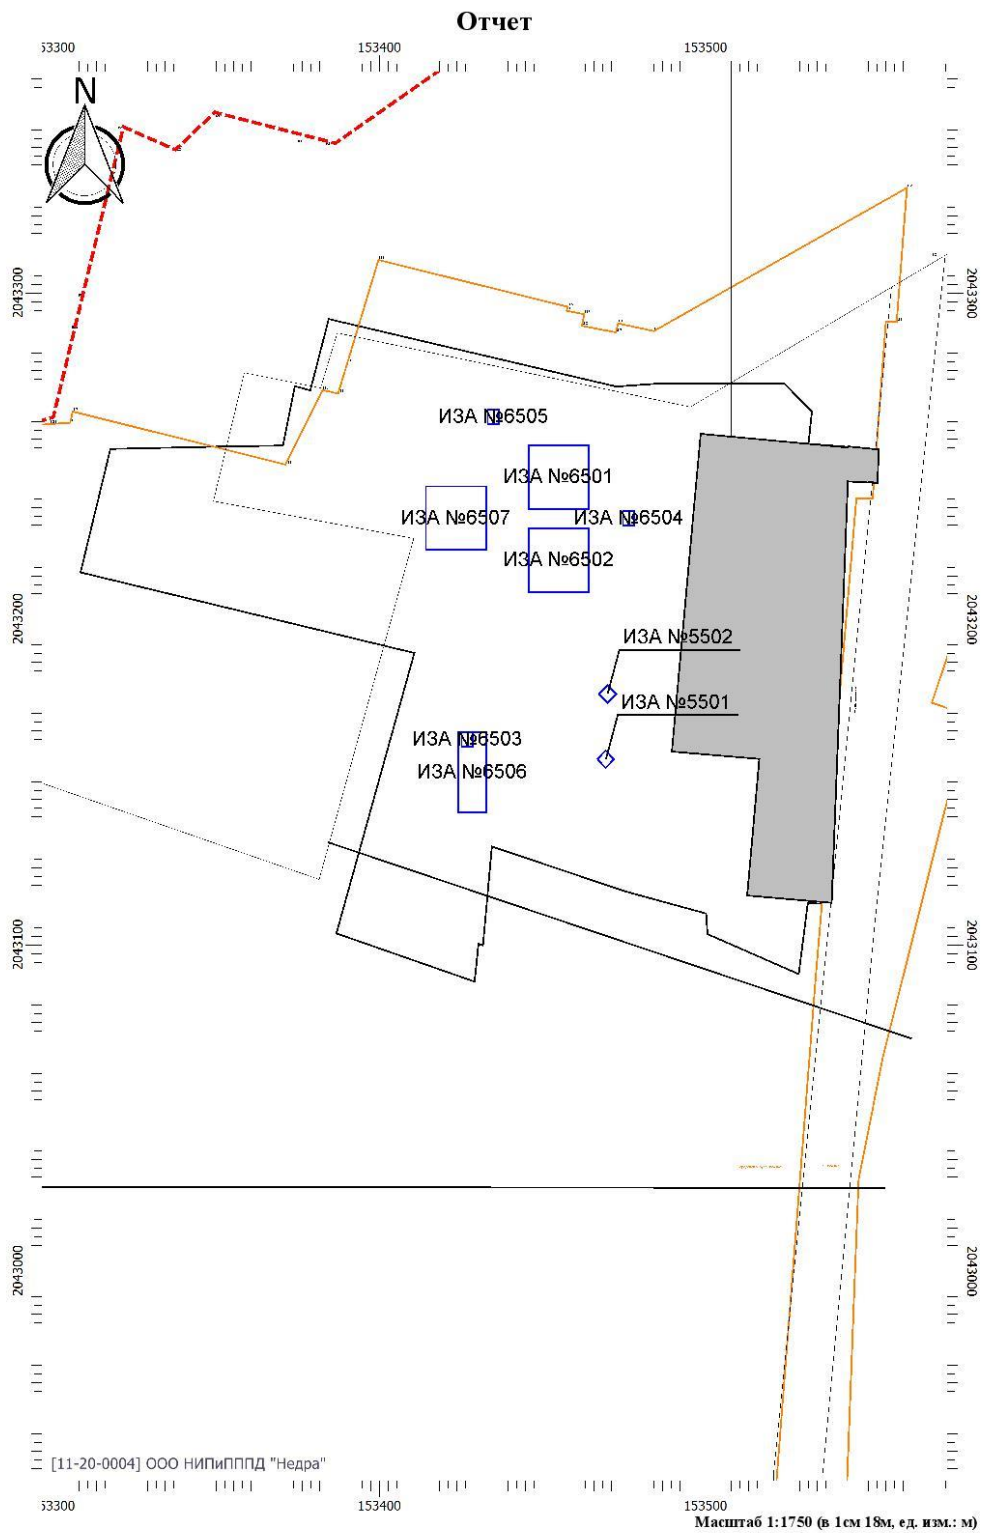 Отчет
53300 153400 153500
N
2043300 2043300
ИЗА №6505
ИЗА №6501
ИЗА №6507 ИЗА №6504
ИЗА №6502
2043200 2043200
ИЗА №5502
ИЗА №5501
ИЗА №6503
ИЗА №6506
2043100 2043100
2043000 2043000
[11-20-0004] ООО НИПиПППД "Недра"
53300 153400 153500
Масштаб 1:1750 (в 1см 18м, ед. изм.: м)